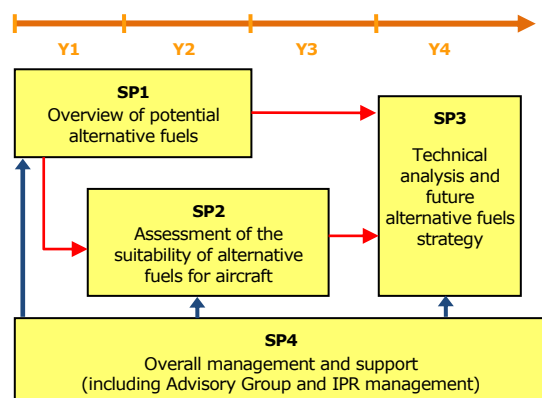 Y1 Y2 Y3 Y4
SP1
Overview of potential
alternative fuels
SP2
Assessment of the
suitability of alternative
fuels for aircraft
SP3
Technical
analysis and
future
alternative fuels
strategy
SP4
Overall management and support
(including Advisory Group and IPR management)